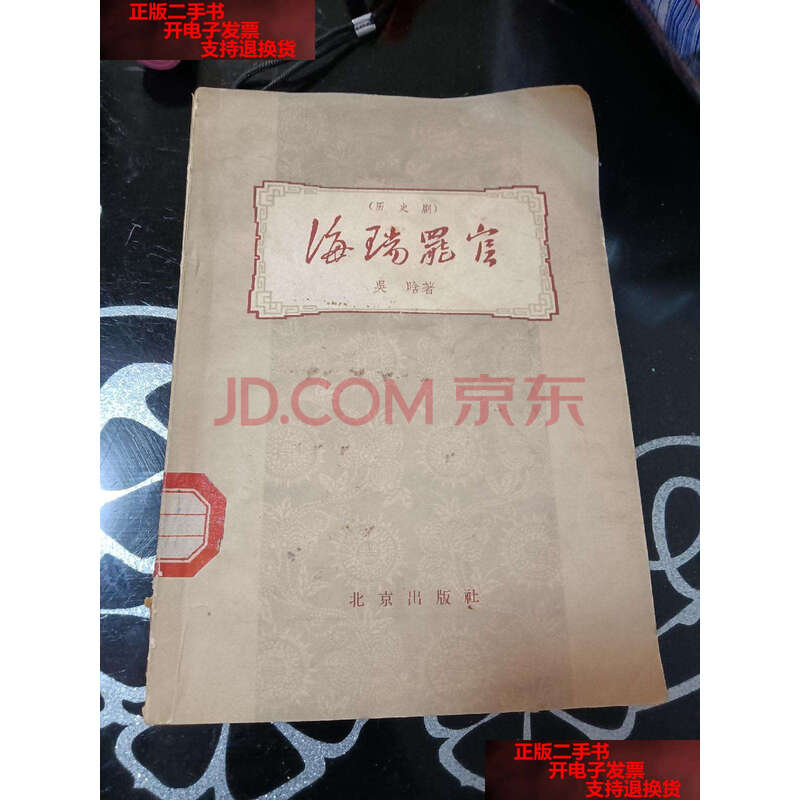 正版二手书
开电子发票
支持退换货
(历史剧)
海瑞罢官
吴晗著
JD.COM 京东
北京出版社
正版二手书
开电子发票
支持退换货